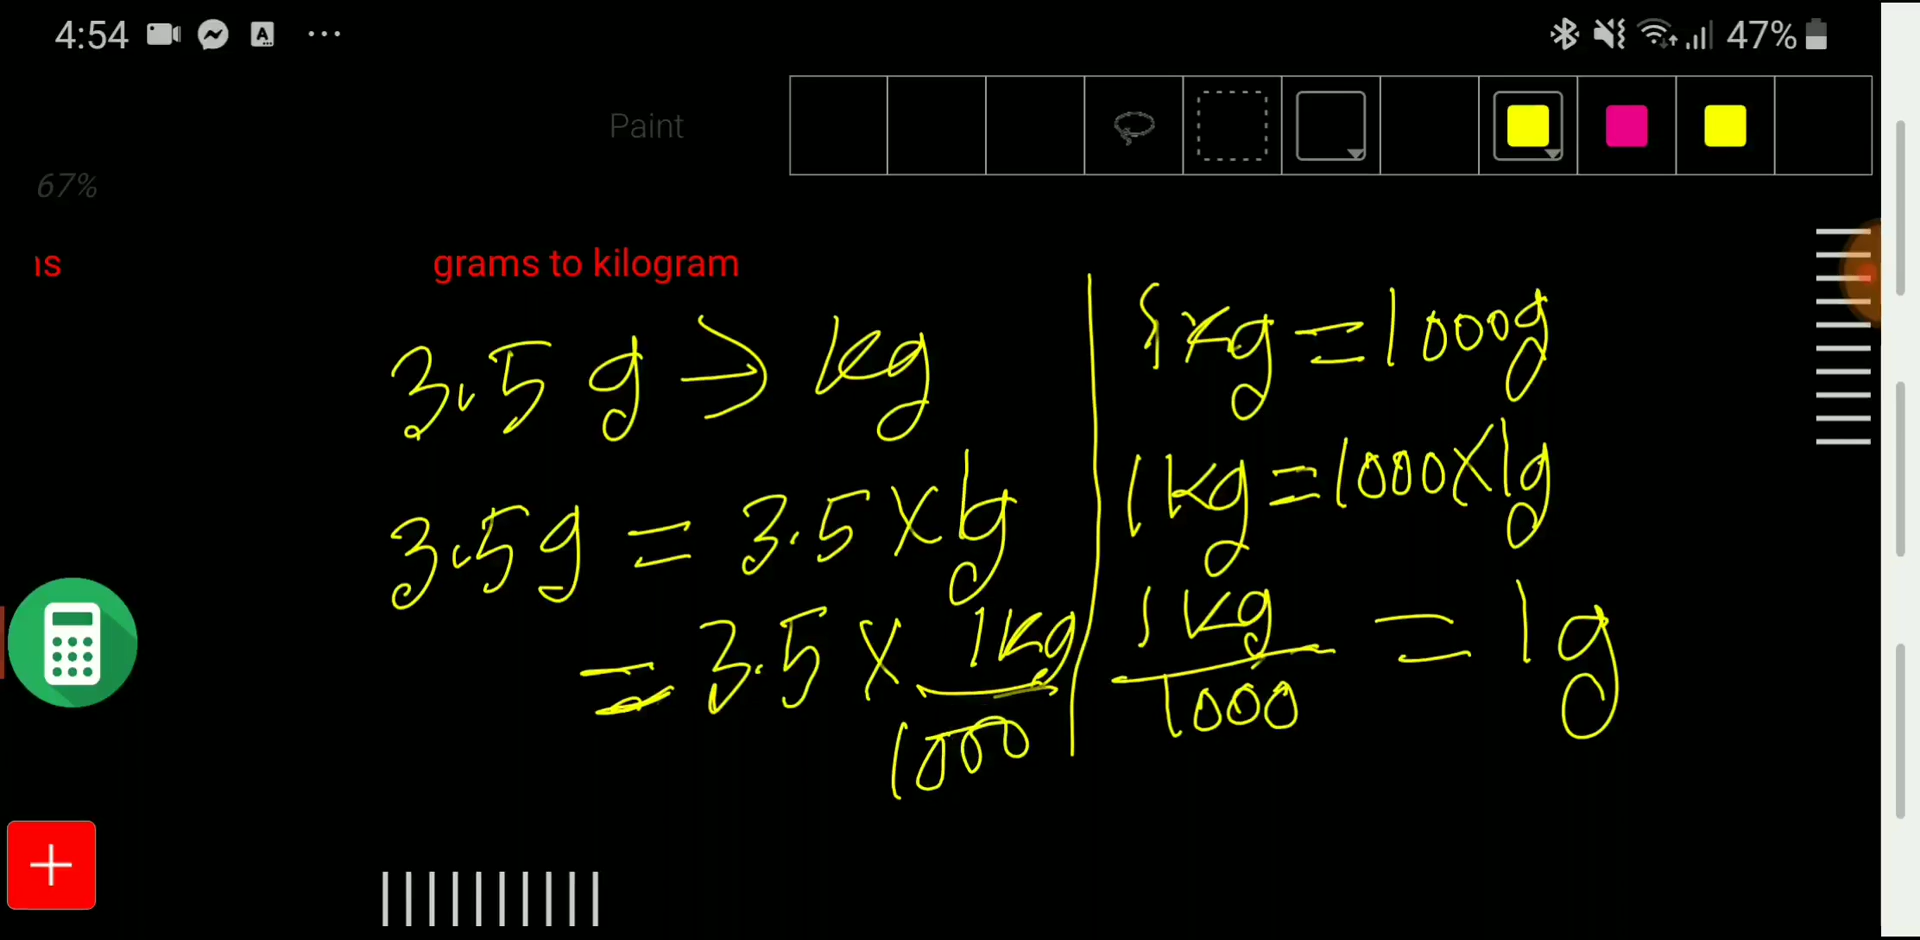 4:54 A ... 47%
Paint
67%
ns grams to kilogram
3.5 g → kg
3.5g = 3.5 × 1g
= 3.5 × 1kg
1000
1kg = 1000g
1kg = 1000×1g
1kg = 1g
1000